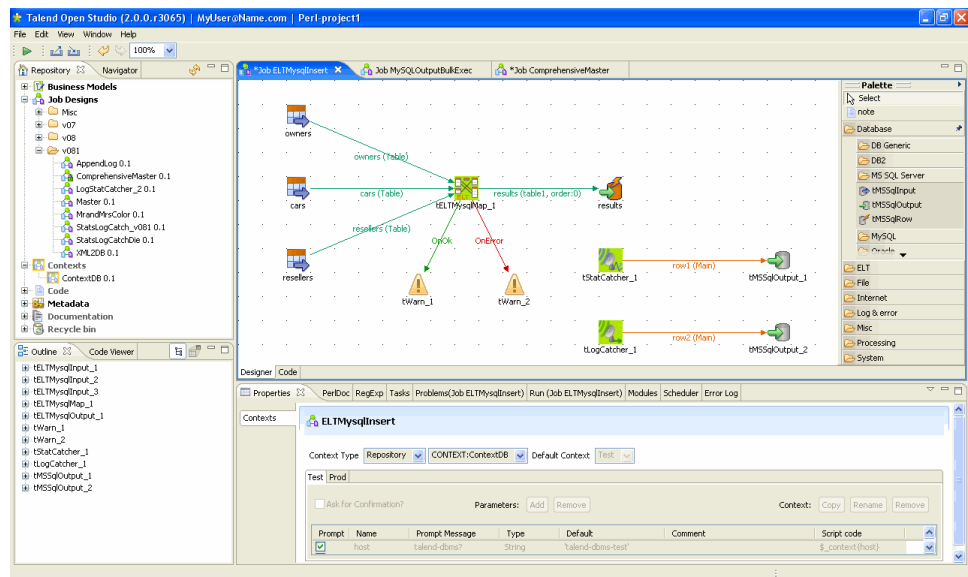 Talend Open Studio (2.0.0.r3065) | MyUser@Name.com | Perl-project1
File Edit View Window Help
100%
Repository Navigator
Business Models
Job Designs
Misc
v07
v08
v081
AppendLog 0.1
ComprehensiveMaster 0.1
LogStatCatcher_2 0.1
Master 0.1
MrandMrsColor 0.1
StatsLogCatch_v081 0.1
StatsLogCatchDie 0.1
XML2DB 0.1
Contexts
ContextDB 0.1
Code
Metadata
Documentation
Recycle bin
Outline Code Viewer
tELTMysqlInput_1
tELTMysqlInput_2
tELTMysqlInput_3
tELTMysqlMap_1
tELTMysqlOutput_1
tWarn_1
tWarn_2
tStatCatcher_1
tLogCatcher_1
tMSSqlOutput_1
tMSSqlOutput_2
*Job ELTMysqlInsert Job MySQLOutputBulkExec *Job ComprehensiveMaster
owners
owners (Table)
cars
cars (Table)
tELTMysqlMap_1
results (table1, order:0)
results
resellers (Table)
resellers
OnOk
OnError
tWarn_1
tWarn_2
tStatCatcher_1
row1 (Main)
tMSSqlOutput_1
tLogCatcher_1
row2 (Main)
tMSSqlOutput_2
Designer Code
Palette
Select
note
Database
DB Generic
DB2
MS SQL Server
tMSSqlInput
tMSSqlOutput
tMSSqlRow
MySQL
Oracle
ELT
File
Internet
Log & error
Misc
Processing
System
Properties PerlDoc RegExp Tasks Problems(Job ELTMysqlInsert) Run (Job ELTMysqlInsert) Modules Scheduler Error Log
Contexts
ELTMysqlInsert
Context Type Repository CONTEXT:ContextDB Default Context Test
Test Prod
Ask for Confirmation? Parameters: Add Remove Context: Copy Rename Remove
Prompt Name Prompt Message Type Default Comment Script code
host talend-dbms? String 'talend-dbms-test' $_context{host}